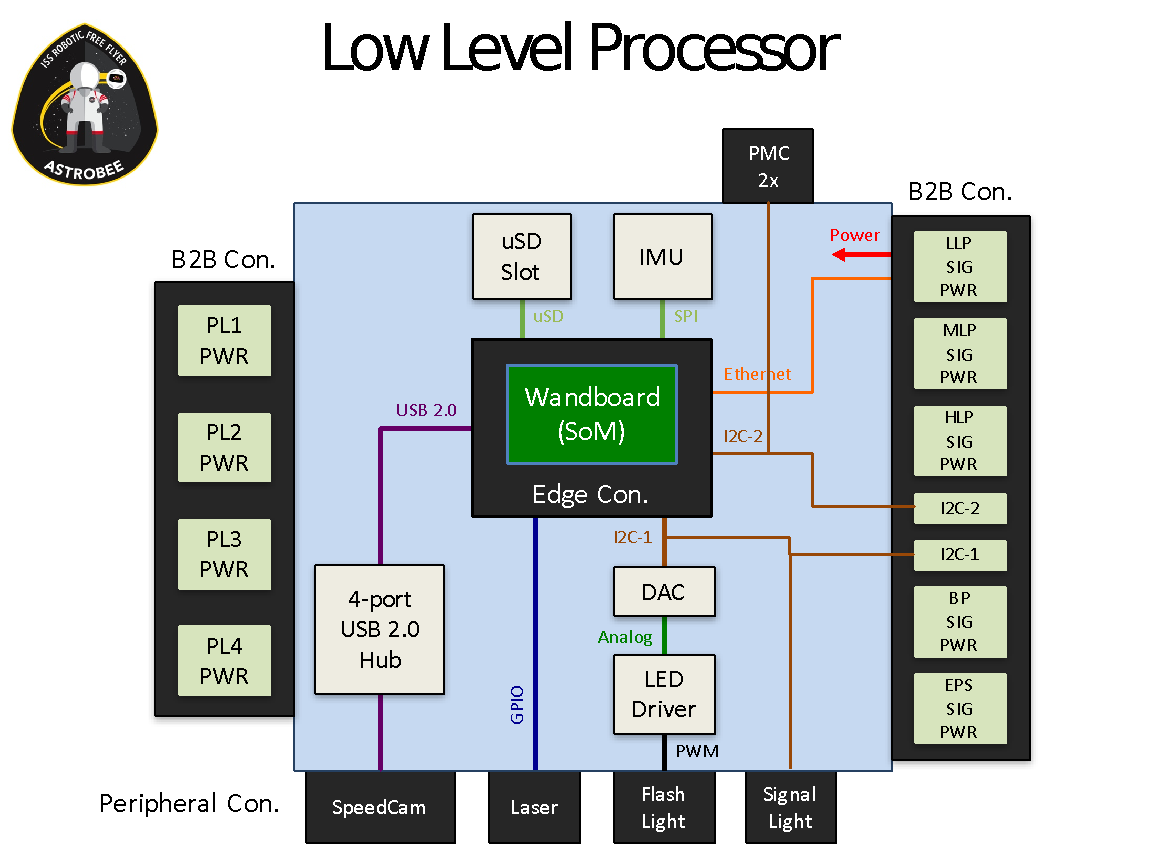 Low Level Processor
ISS ROBOTIC FREE FLYER
ASTROBEE
PMC
2x
B2B Con.
B2B Con.
PL1
PWR
PL2
PWR
PL3
PWR
PL4
PWR
uSD
Slot
IMU
uSD
SPI
Power
Ethernet
Wandboard
(SoM)
Edge Con.
USB 2.0
I2C-2
I2C-1
4-port
USB 2.0
Hub
DAC
Analog
LED
Driver
GPIO
PWM
LLP
SIG
PWR
MLP
SIG
PWR
HLP
SIG
PWR
I2C-2
I2C-1
BP
SIG
PWR
EPS
SIG
PWR
Peripheral Con.
SpeedCam
Laser
Flash
Light
Signal
Light